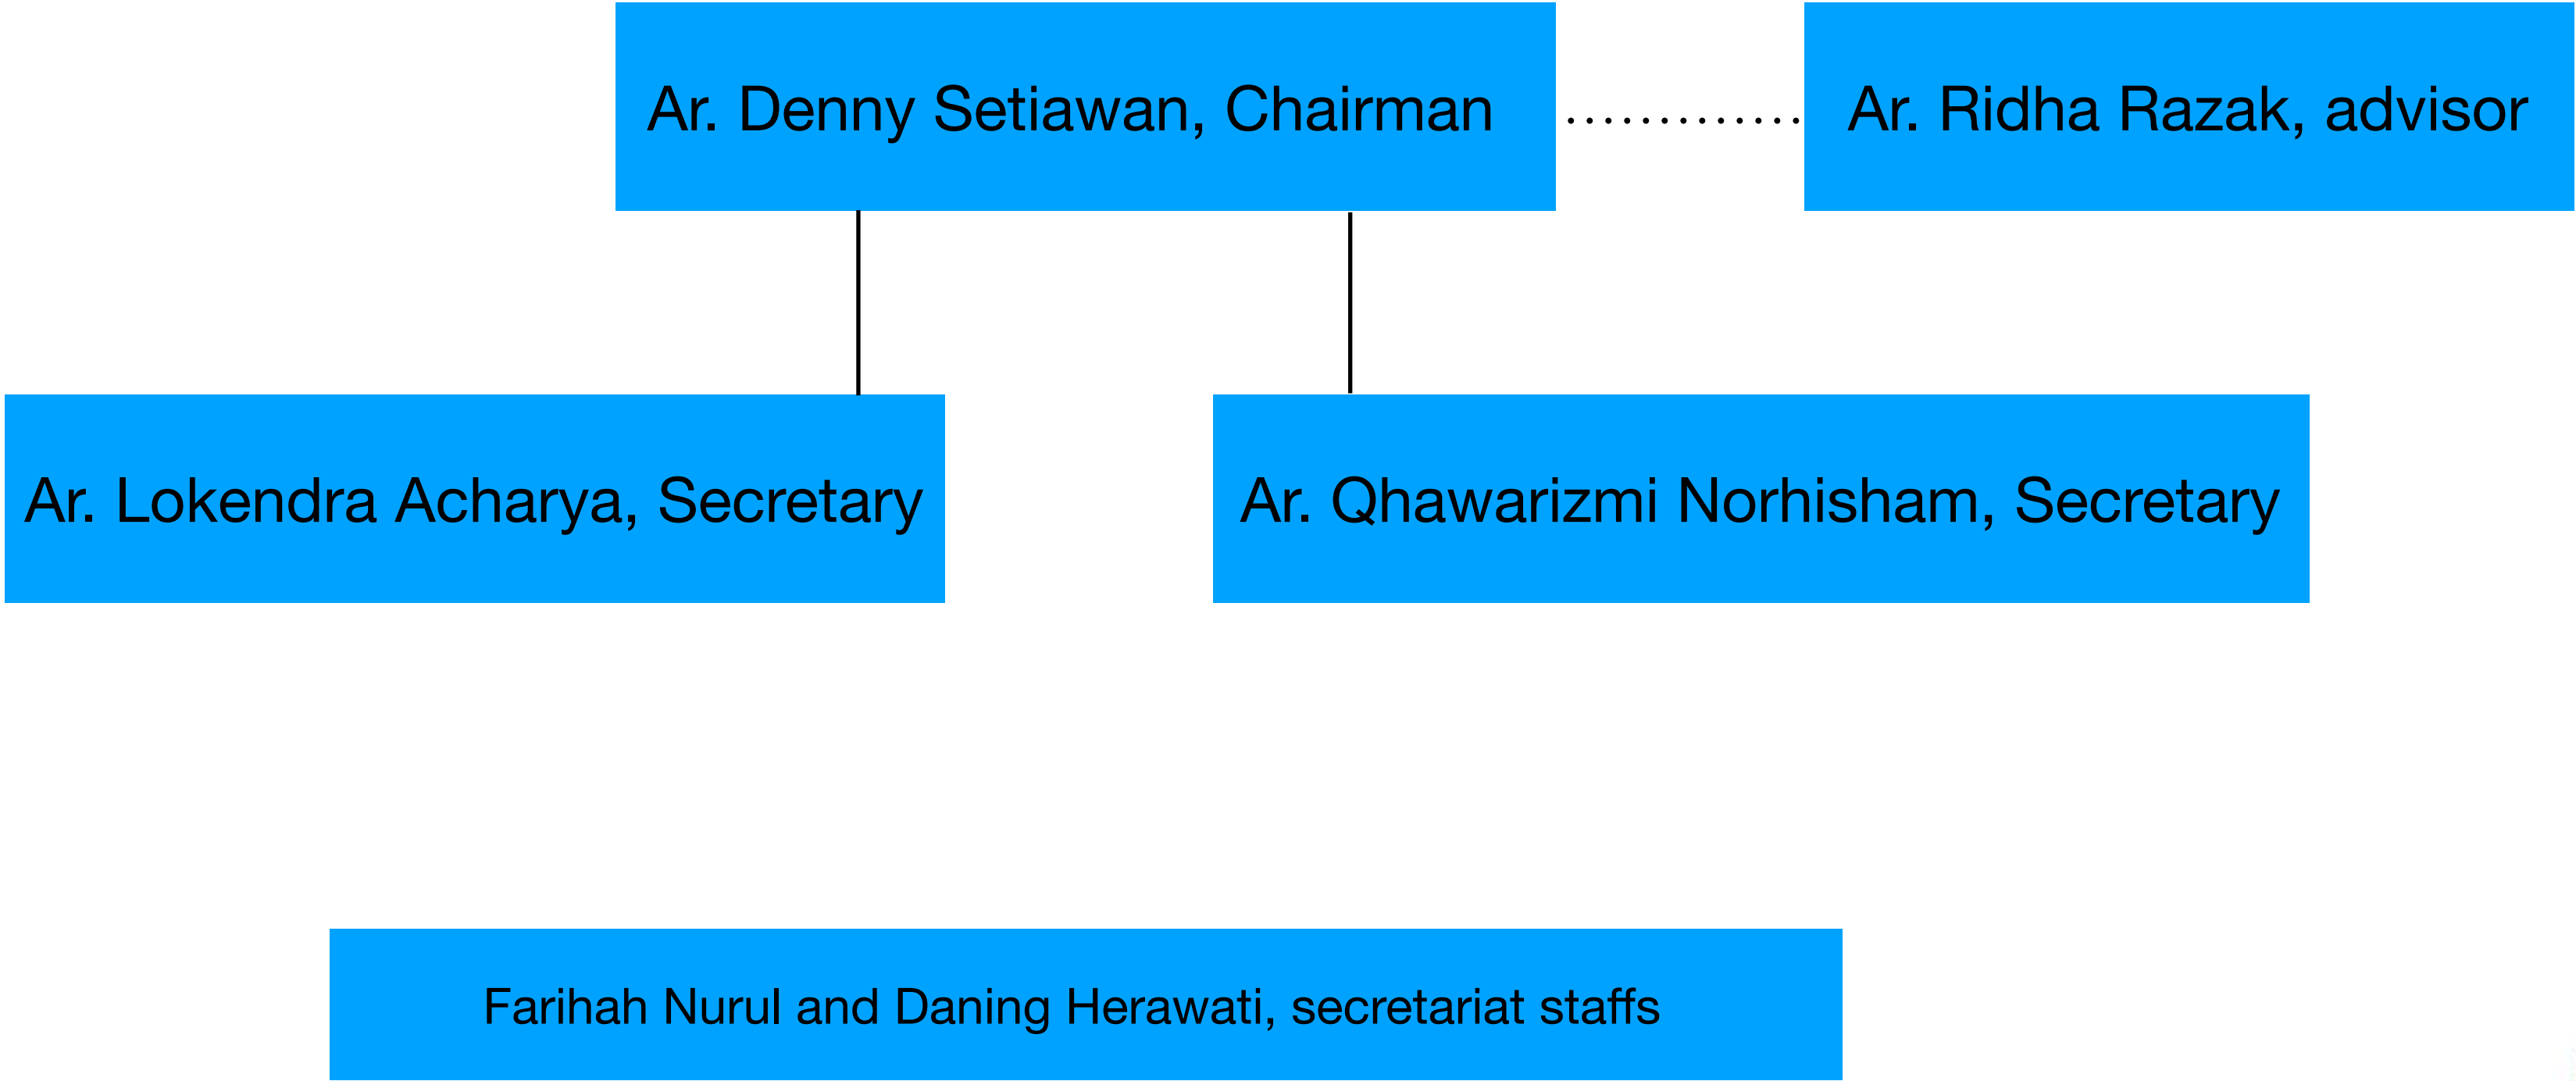 Ar. Denny Setiawan, Chairman
Ar. Ridha Razak, advisor
Ar. Lokendra Acharya, Secretary
Ar. Qhawarizmi Norhisham, Secretary
Farihah Nurul and Daning Herawati, secretariat staffs